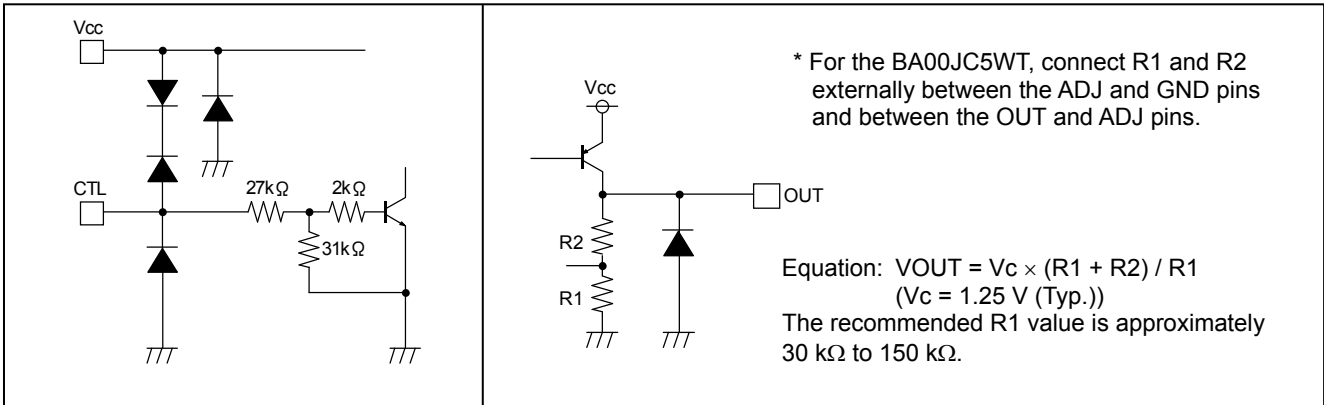 Vcc
CTL
27kΩ
2kΩ
31kΩ
Vcc
OUT
R2
R1
* For the BA00JC5WT, connect R1 and R2
externally between the ADJ and GND pins
and between the OUT and ADJ pins.
Equation: VOUT = Vc × (R1 + R2) / R1
(Vc = 1.25 V (Typ.))
The recommended R1 value is approximately
30 kΩ to 150 kΩ.